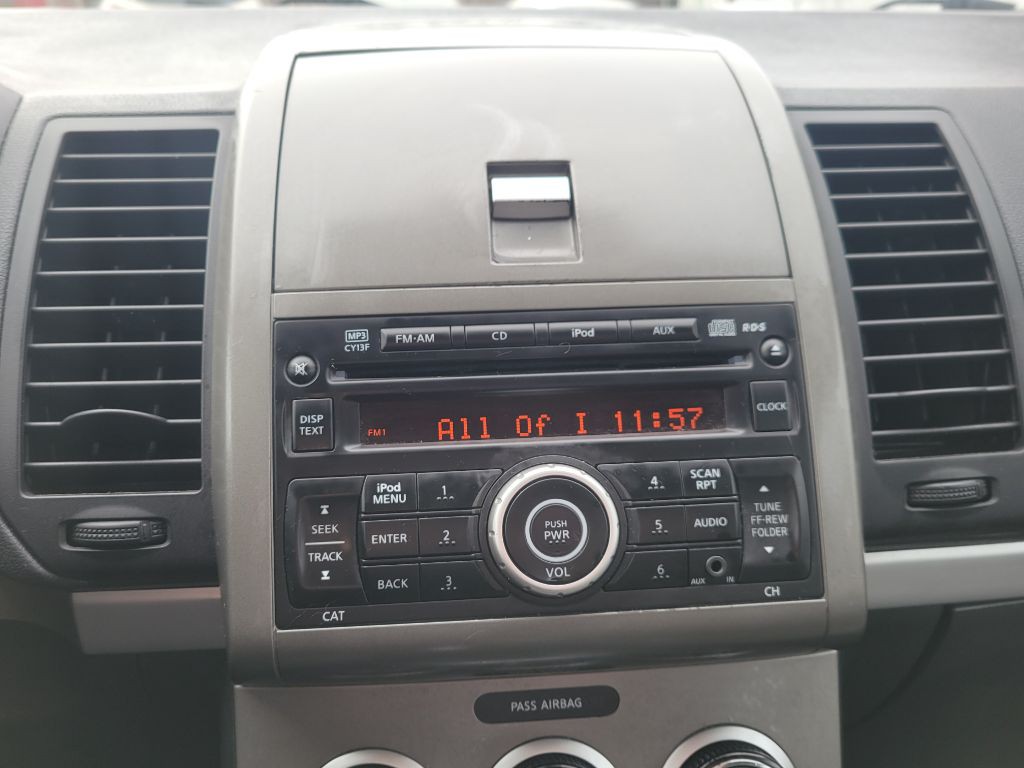 MP3
CY13F
FM·AM
CD
iPod
AUX
RDS
DISP
TEXT
FM1
All Of I 11:57
CLOCK
iPod
MENU
1
4
SCAN
RPT
SEEK
TRACK
ENTER
2
PUSH
PWR
VOL
5
AUDIO
TUNE
FF·REW
FOLDER
BACK
3
6
AUX
IN
CAT
CH
PASS AIRBAG